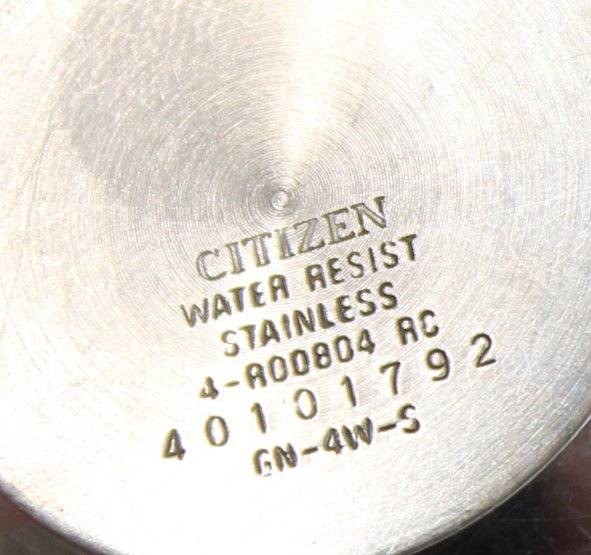 CITIZEN
WATER RESIST
STAINLESS
4-R00804 RC
40101792
GN-4W-S